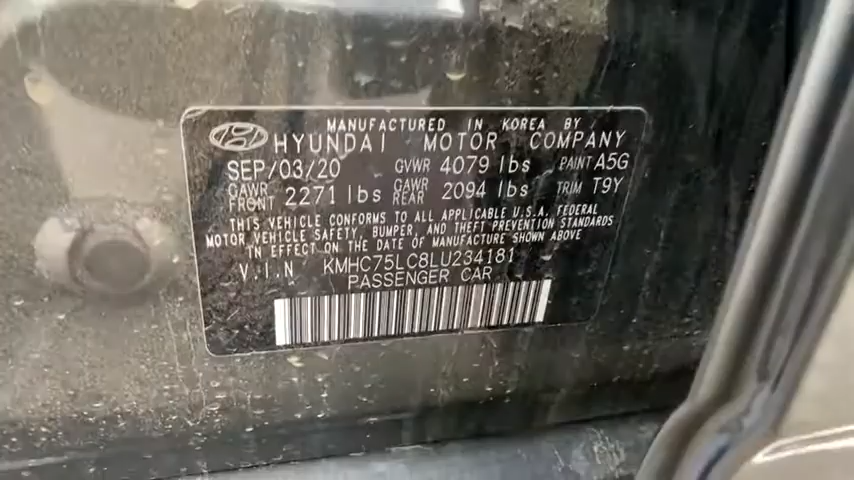 MANUFACTURED IN KOREA BY
HYUNDAI MOTOR COMPANY
SEP/03/20 GVWR 4079 lbs PAINT A5G
GAWR FRONT 2271 lbs GAWR REAR 2094 lbs TRIM T9Y
THIS VEHICLE CONFORMS TO ALL APPLICABLE U.S.A. FEDERAL
MOTOR VEHICLE SAFETY, BUMPER, AND THEFT PREVENTION STANDARDS
IN EFFECT ON THE DATE OF MANUFACTURE SHOWN ABOVE
V.I.N KMHC75LC8LU234181
PASSENGER CAR